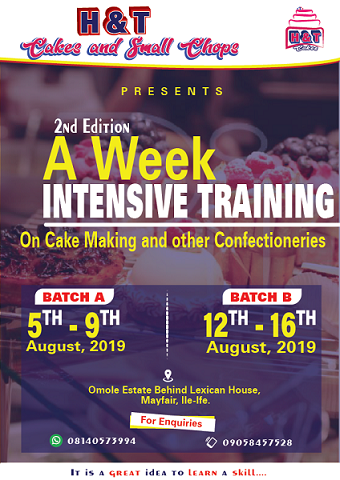 H&T
Cakes and Small Chops
H&T
Cakes
PRESENTS
2nd Edition
A Week
INTENSIVE TRAINING
On Cake Making and other Confectioneries
BATCH A
5TH - 9TH
August, 2019
BATCH B
12TH - 16TH
August, 2019
Omole Estate Behind Lexican House,
Mayfair, Ile-Ife.
For Enquiries
08140573994
09058457528
It is a great idea to learn a skill....